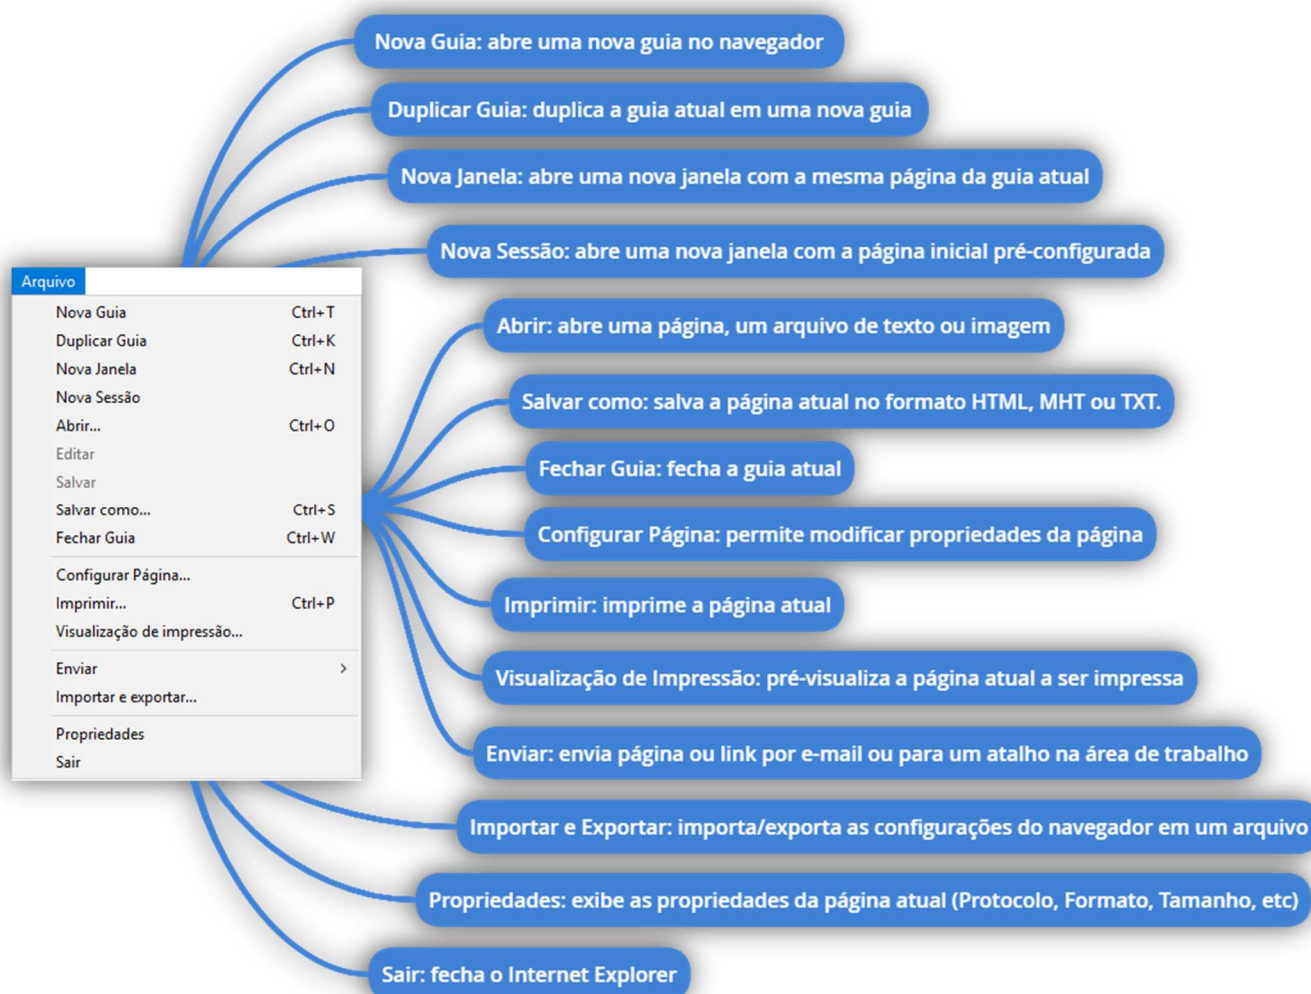 Nova Guia: abre uma nova guia no navegador
Duplicar Guia: duplica a guia atual em uma nova guia
Nova Janela: abre uma nova janela com a mesma página da guia atual
Nova Sessão: abre uma nova janela com a página inicial pré-configurada
Arquivo
Nova Guia Ctrl+T
Duplicar Guia Ctrl+K
Nova Janela Ctrl+N
Nova Sessão
Abrir... Ctrl+O
Editar
Salvar
Salvar como... Ctrl+S
Fechar Guia Ctrl+W
Configurar Página...
Imprimir... Ctrl+P
Visualização de impressão...
Enviar >
Importar e exportar...
Propriedades
Sair
Abrir: abre uma página, um arquivo de texto ou imagem
Salvar como: salva a página atual no formato HTML, MHT ou TXT.
Fechar Guia: fecha a guia atual
Configurar Página: permite modificar propriedades da página
Imprimir: imprime a página atual
Visualização de Impressão: pré-visualiza a página atual a ser impressa
Enviar: envia página ou link por e-mail ou para um atalho na área de trabalho
Importar e Exportar: importa/exporta as configurações do navegador em um arquivo
Propriedades: exibe as propriedades da página atual (Protocolo, Formato, Tamanho, etc)
Sair: fecha o Internet Explorer